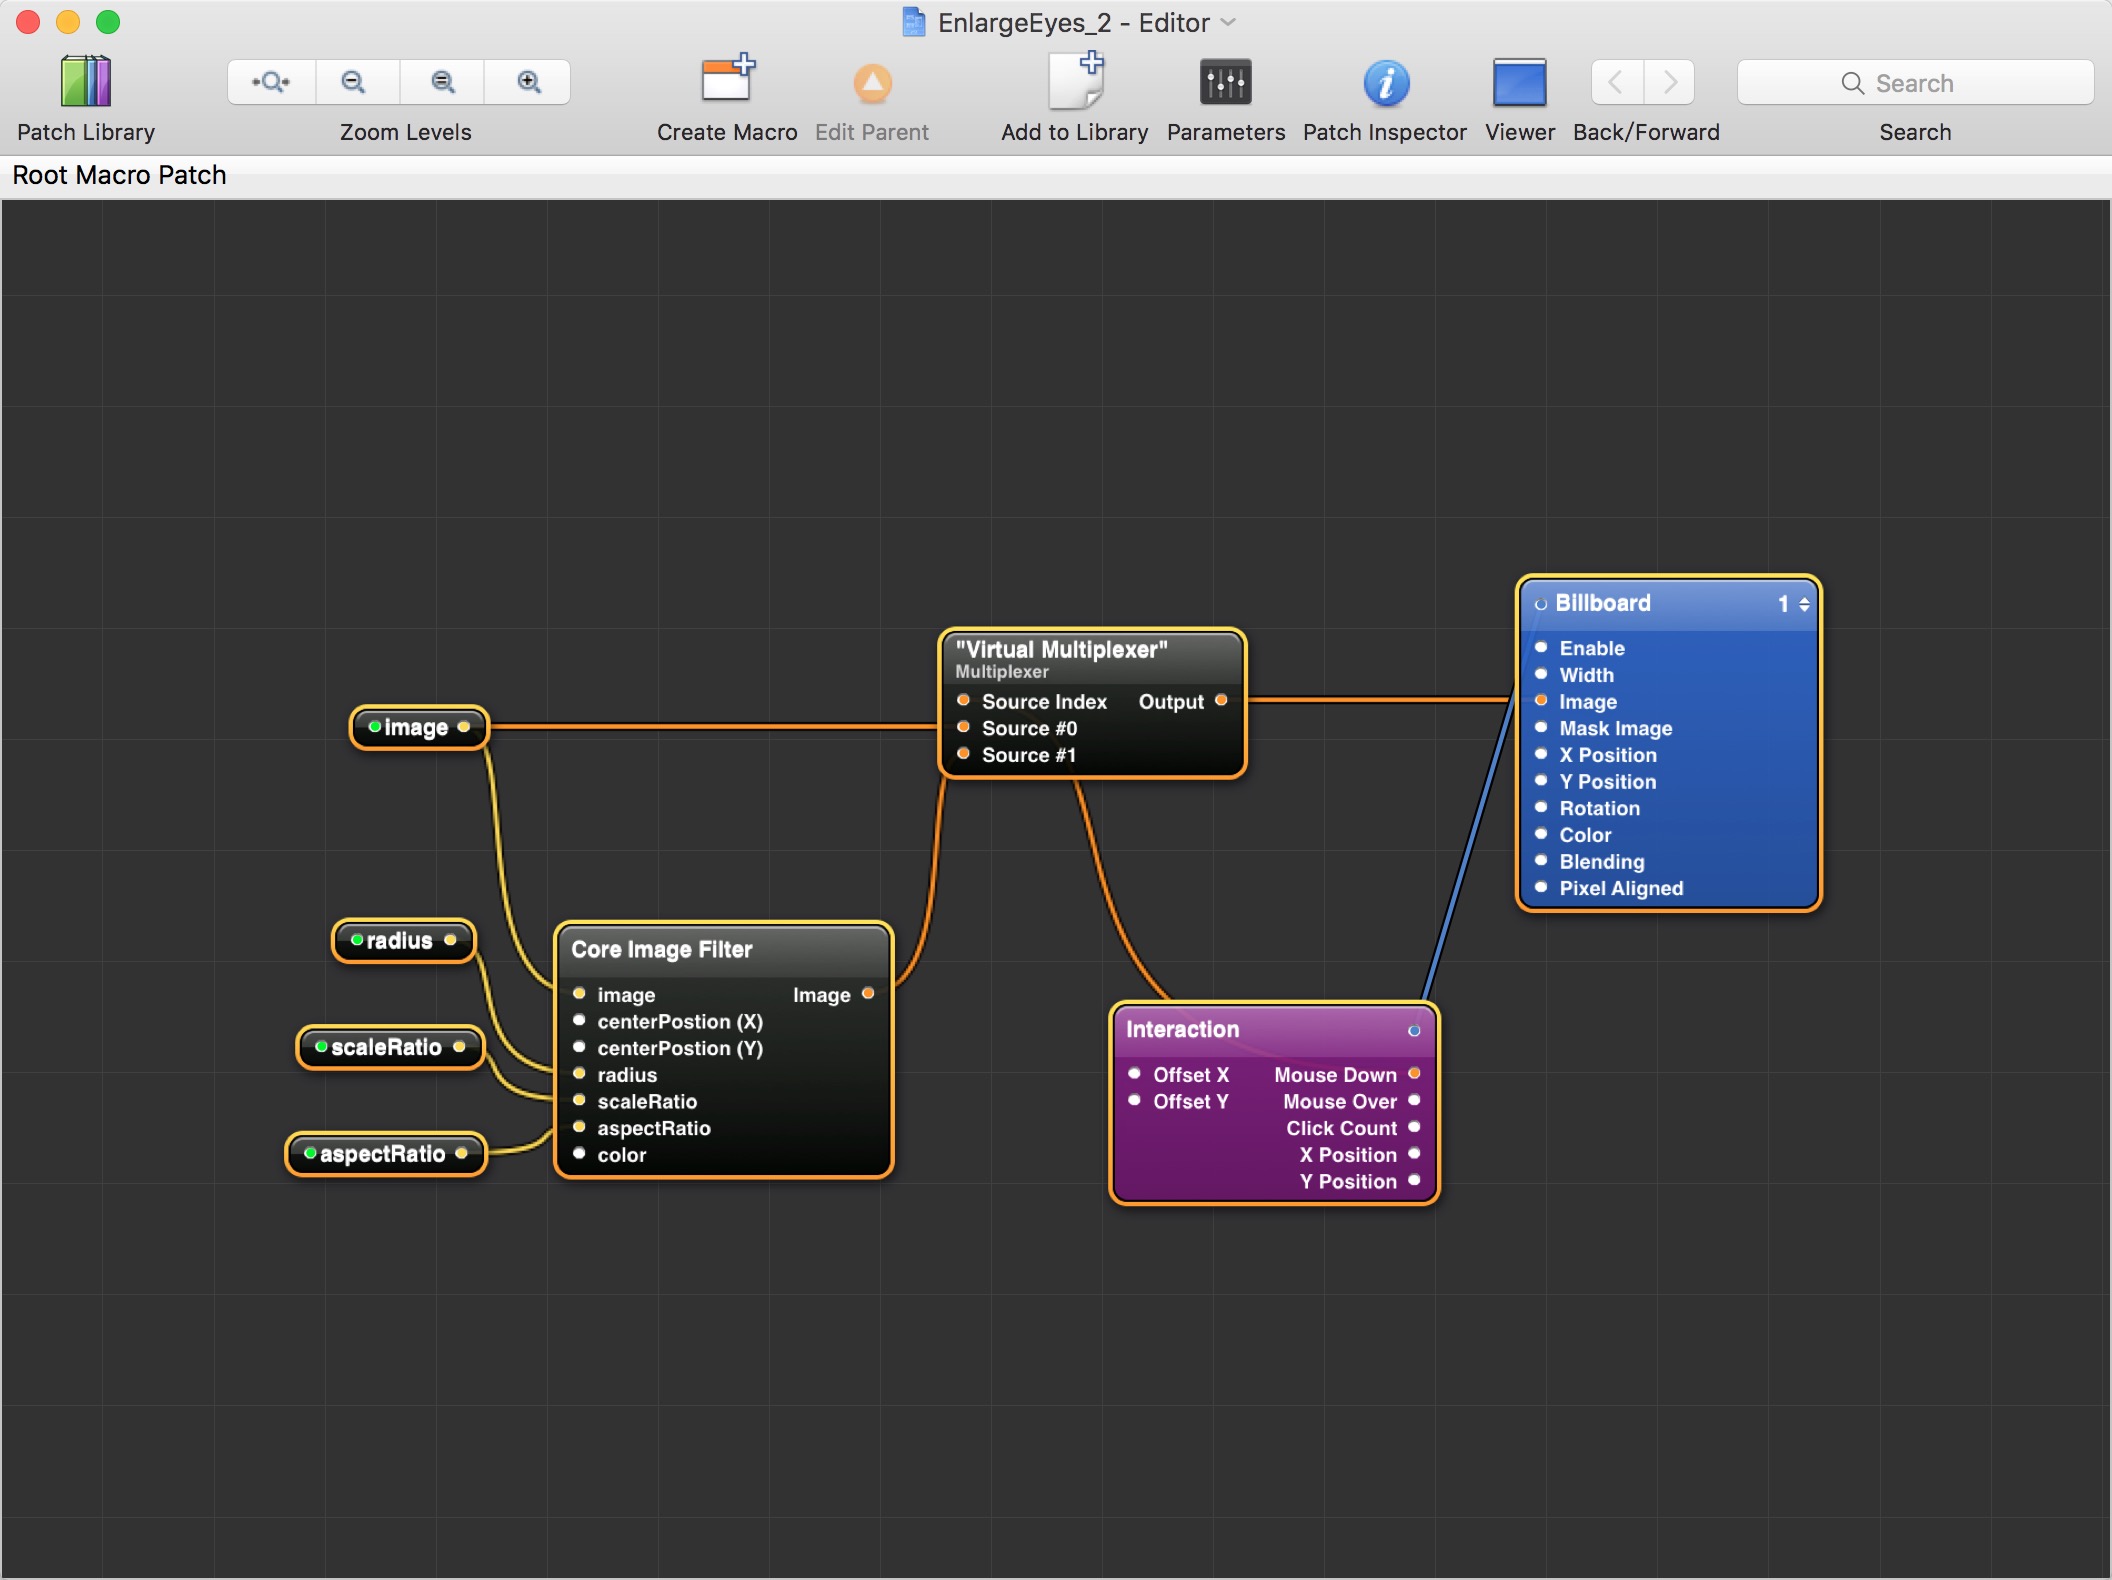 EnlargeEyes_2 - Editor
Patch Library
Zoom Levels
Create Macro
Edit Parent
Add to Library
Parameters
Patch Inspector
Viewer
Back/Forward
Search
Search
Root Macro Patch
image
radius
scaleRatio
aspectRatio
Core Image Filter
image Image
centerPostion (X)
centerPostion (Y)
radius
scaleRatio
aspectRatio
color
"Virtual Multiplexer"
Multiplexer
Source Index Output
Source #0
Source #1
Interaction
Offset X Mouse Down
Offset Y Mouse Over
Click Count
X Position
Y Position
Billboard 1
Enable
Width
Image
Mask Image
X Position
Y Position
Rotation
Color
Blending
Pixel Aligned